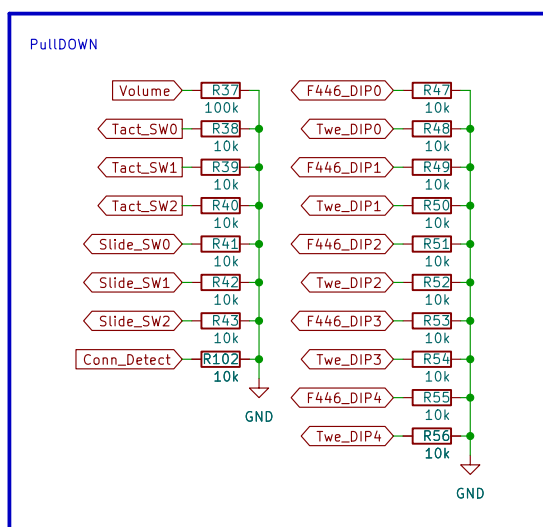 PullDOWN
Volume R37
100k
Tact_SW0 R38
10k
Tact_SW1 R39
10k
Tact_SW2 R40
10k
Slide_SW0 R41
10k
Slide_SW1 R42
10k
Slide_SW2 R43
10k
Conn_Detect R102
10k
GND
F446_DIP0 R47
10k
Twe_DIP0 R48
10k
F446_DIP1 R49
10k
Twe_DIP1 R50
10k
F446_DIP2 R51
10k
Twe_DIP2 R52
10k
F446_DIP3 R53
10k
Twe_DIP3 R54
10k
F446_DIP4 R55
10k
Twe_DIP4 R56
10k
GND